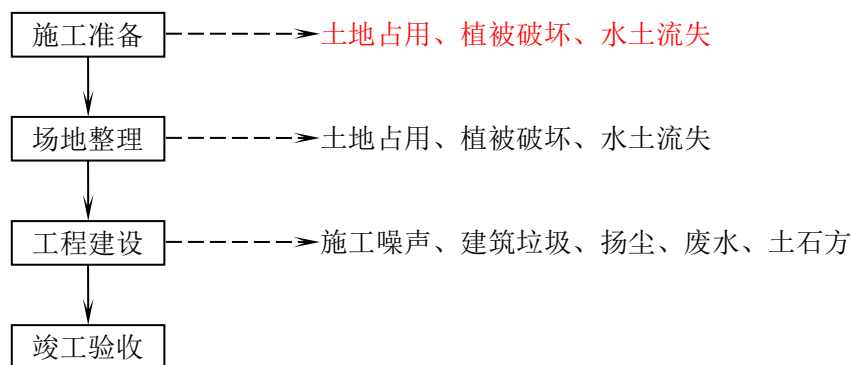 施工准备 土地占用、植被破坏、水土流失
场地整理 土地占用、植被破坏、水土流失
工程建设 施工噪声、建筑垃圾、扬尘、废水、土石方
竣工验收